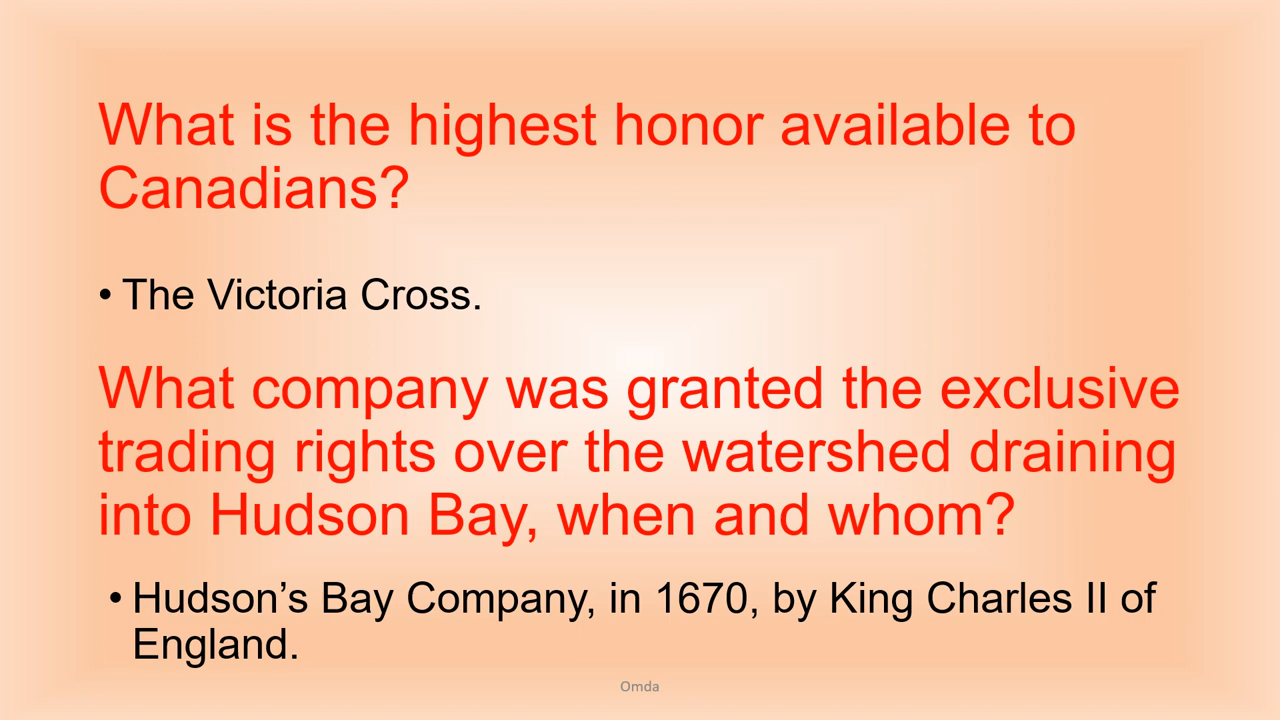 What is the highest honor available to
Canadians?
• The Victoria Cross.
What company was granted the exclusive
trading rights over the watershed draining
into Hudson Bay, when and whom?
• Hudson’s Bay Company, in 1670, by King Charles II of
England.
Omda